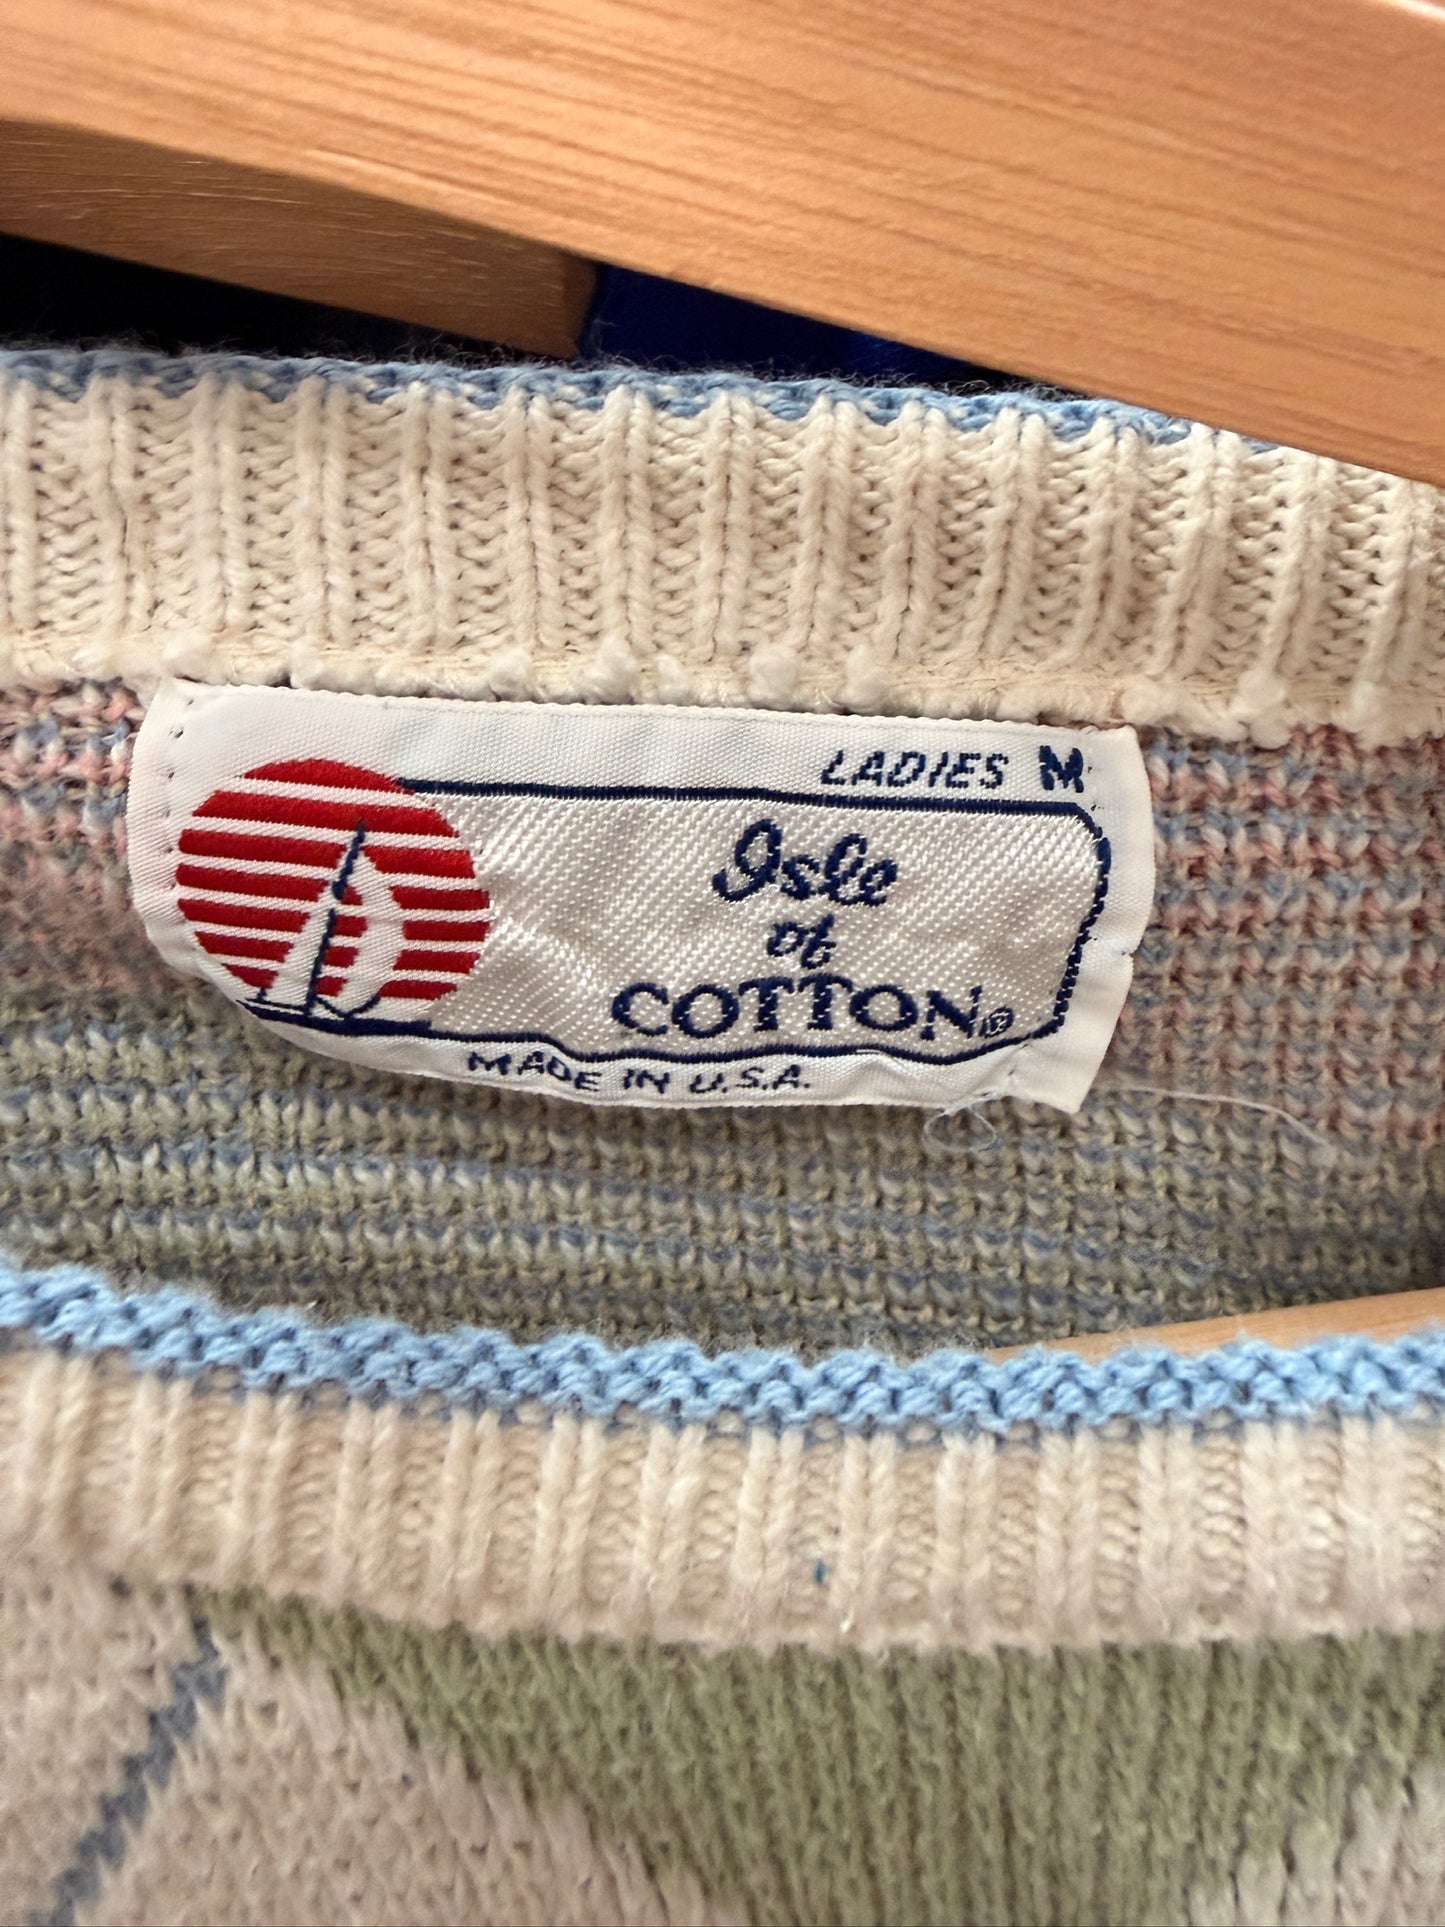 LADIES M
Isle
of
COTTON®
MADE IN U.S.A.